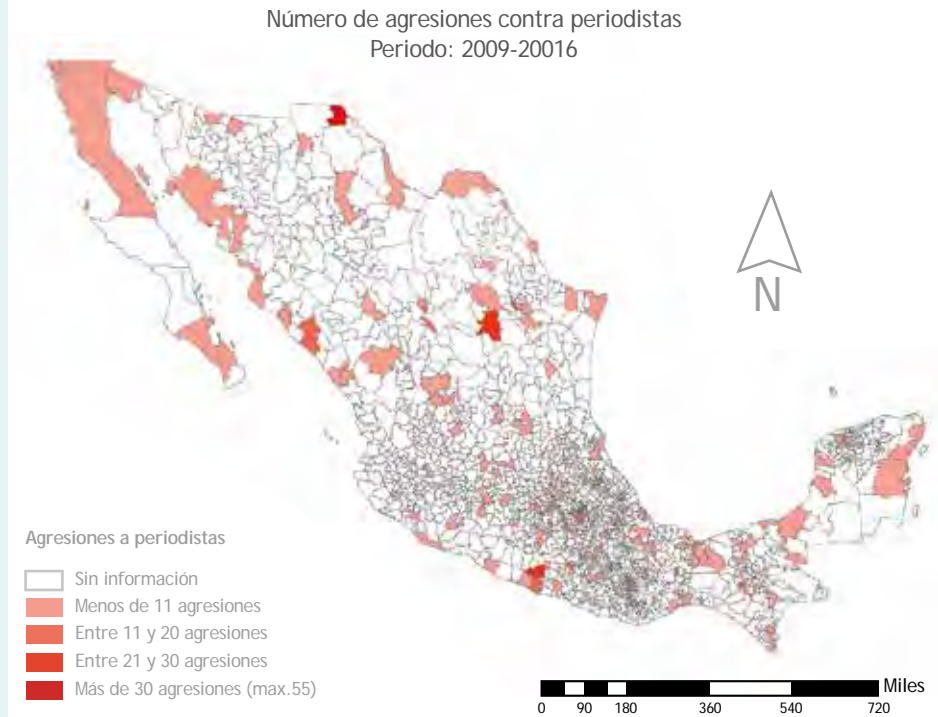 Número de agresiones contra periodistas
Periodo: 2009-20016
N
Agresiones a periodistas
Sin información
Menos de 11 agresiones
Entre 11 y 20 agresiones
Entre 21 y 30 agresiones
Más de 30 agresiones (max.55)
Miles
0 90 180 360 540 720